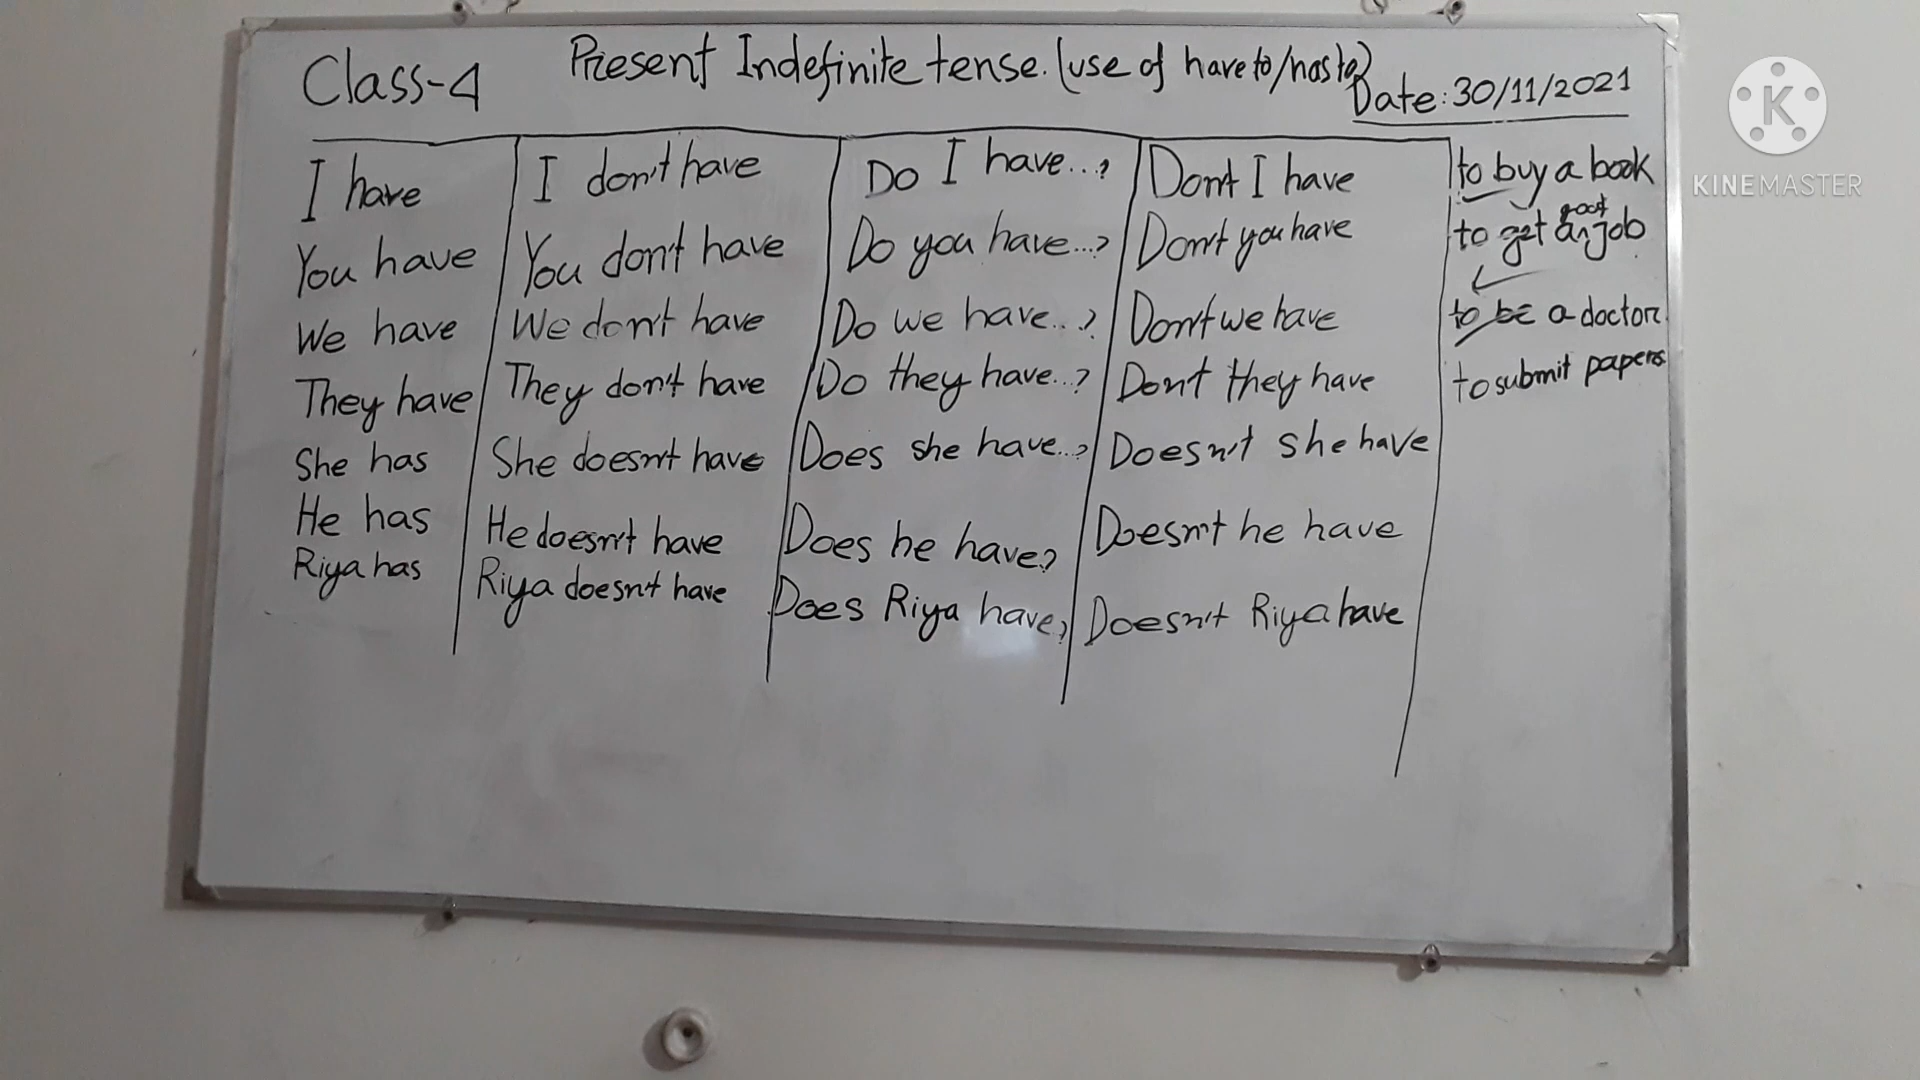 Class-4 Present Indefinite tense. (use of have to/has to)
Date: 30/11/2021
KINEMASTER
I have I don't have Do I have...? Don't I have to buy a book
You have You don't have Do you have...? Don't you have to get a good job
We have We don't have Do we have...? Don't we have to be a doctor.
They have They don't have Do they have...? Don't they have to submit papers
She has She doesn't have Does she have...? Doesn't she have
He has He doesn't have Does he have? Doesn't he have
Riya has Riya doesn't have Does Riya have? Doesn't Riya have